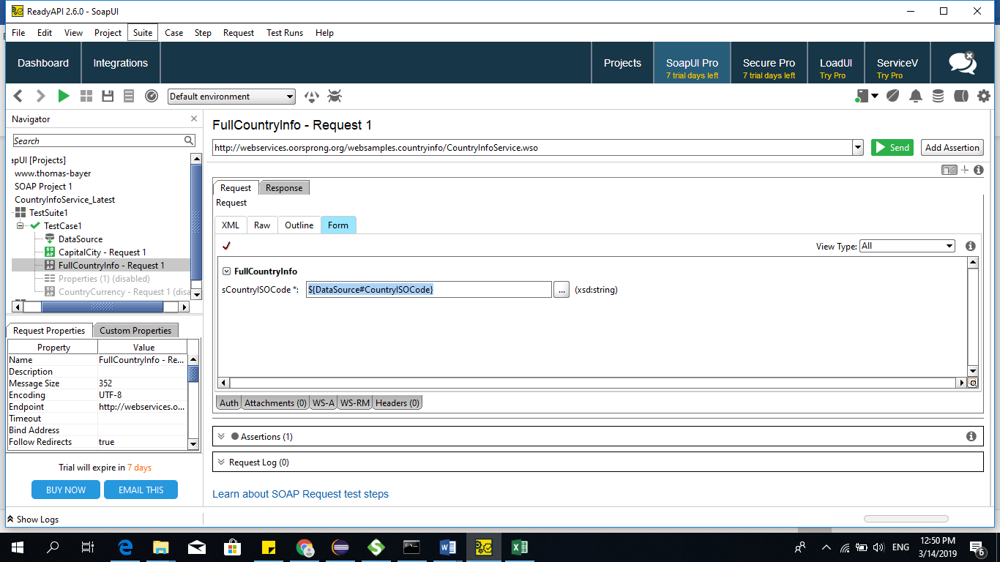 ReadyAPI 2.6.0 - SoapUI
File Edit View Project Suite Case Step Request Test Runs Help
Dashboard Integrations Projects SoapUI Pro Secure Pro LoadUI ServiceV
7 trial days left 7 trial days left Try Pro Try Pro
Default environment
Navigator
Search
apUI [Projects]
www.thomas-bayer
SOAP Project 1
CountryInfoService_Latest
TestSuite1
TestCase1
DataSource
CapitalCity - Request 1
FullCountryInfo - Request 1
Properties (1) (disabled)
CountryCurrency - Request 1 (disa
Request Properties Custom Properties
Property Value
Name FullCountryInfo - Re...
Description
Message Size 352
Encoding UTF-8
Endpoint http://webservices.o...
Timeout
Bind Address
Follow Redirects true
Trial will expire in 7 days
BUY NOW EMAIL THIS
Show Logs
FullCountryInfo - Request 1
http://webservices.oorsprong.org/websamples.countryinfo/CountryInfoService.wso Send Add Assertion
Request Response
Request
XML Raw Outline Form
View Type: All
FullCountryInfo
sCountryISOCode *: ${DataSource#CountryISOCode} ... (xsd:string)
Auth Attachments (0) WS-A WS-RM Headers (0)
Assertions (1)
Request Log (0)
Learn about SOAP Request test steps
ENG 12:50 PM
3/14/2019
6